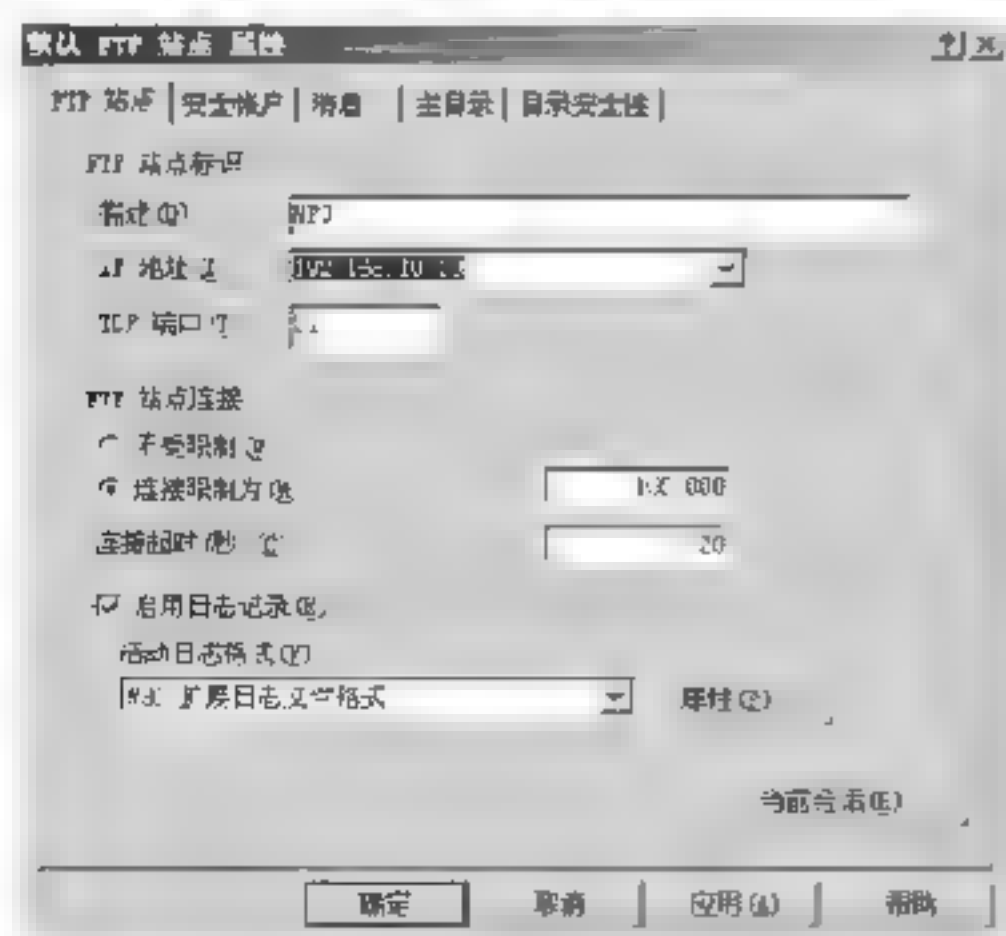 默认 FTP 站点 属性
FTP 站点 安全帐户 消息 主目录 目录安全性
FTP 站点标识
描述(D)
IP 地址(I)
TCP 端口(T)
FTP 站点连接
不受限制
连接限制为
000
连接超时(秒)(C)
20
启用日志记录(E)
活动日志格式(V)
W3C 扩展日志文件格式 属性(P)
当前会话(E)
确定 取消 应用(A) 帮助